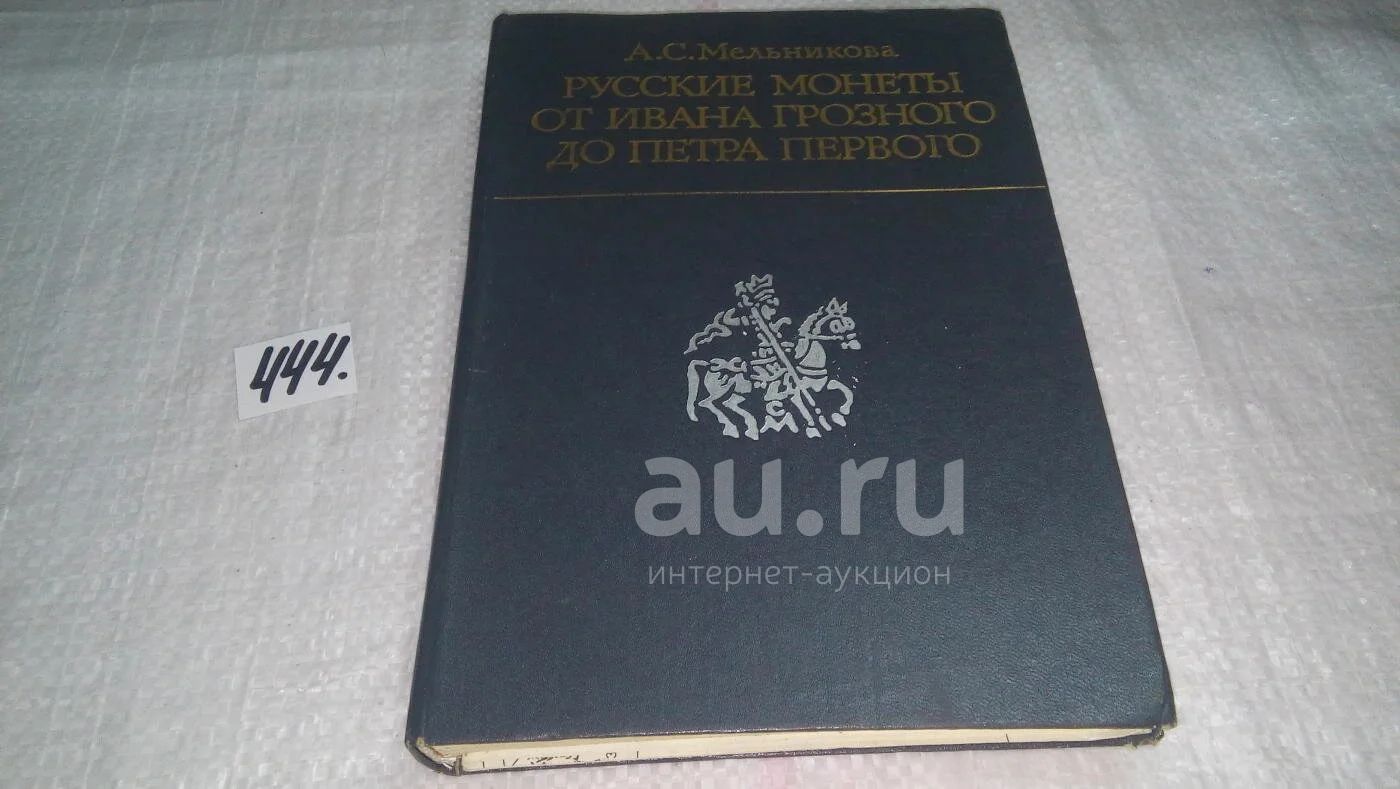 А.С.Мельникова
РУССКИЕ МОНЕТЫ
ОТ ИВАНА ГРОЗНОГО
ДО ПЕТРА ПЕРВОГО
444.
au.ru
интернет-аукцион